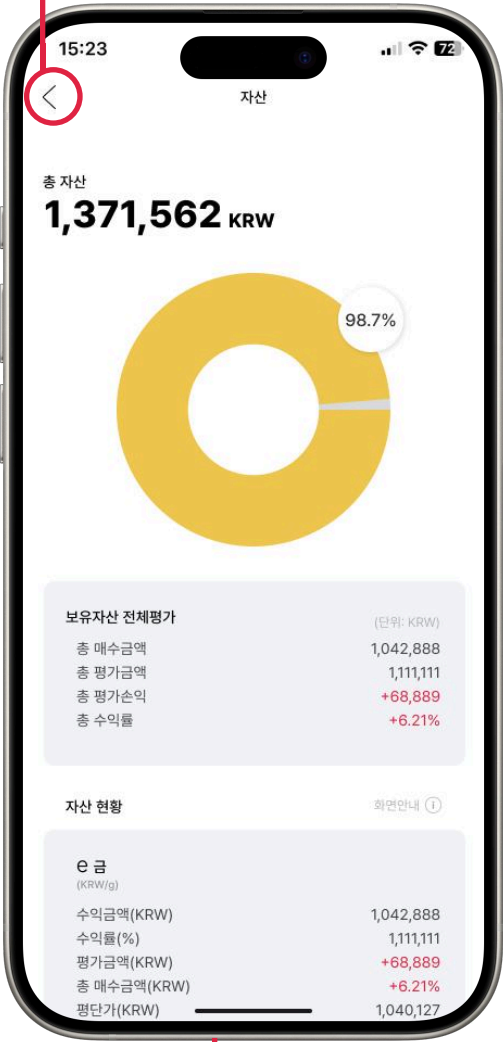 15:23 72
자산
총 자산
1,371,562 KRW
98.7%
보유자산 전체평가 (단위: KRW)
총 매수금액 1,042,888
총 평가금액 1,111,111
총 평가손익 +68,889
총 수익률 +6.21%
자산 현황 화면안내 i
e 금
(KRW/g)
수익금액(KRW) 1,042,888
수익률(%) 1,111,111
평가금액(KRW) +68,889
총 매수금액(KRW) +6.21%
평단가(KRW) 1,040,127